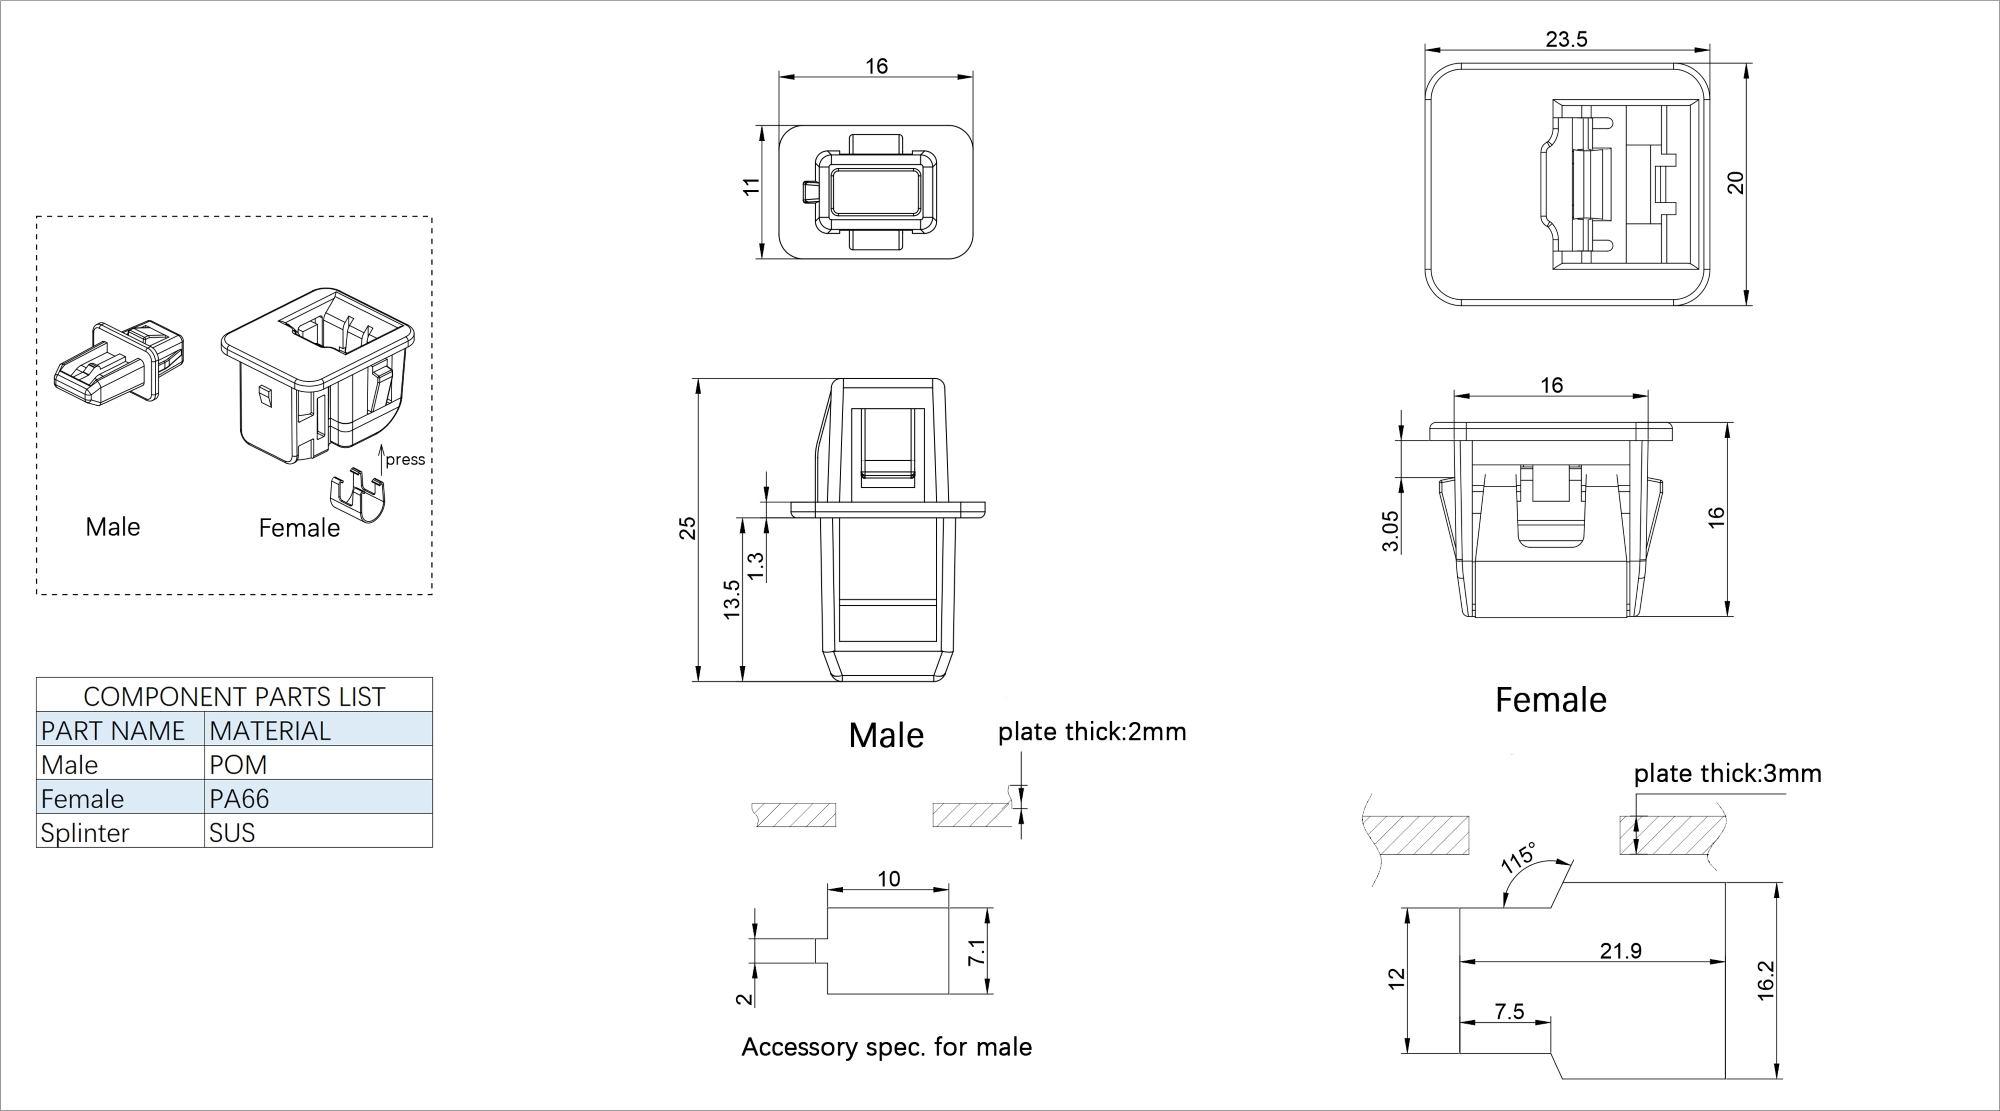 press
Male
Female
COMPONENT PARTS LIST
PART NAME MATERIAL
Male POM
Female PA66
Splinter SUS
16
11
25
13.5
1.3
Male
plate thick:2mm
10
7.1
2
Accessory spec. for male
23.5
20
16
3.05
16
Female
plate thick:3mm
115°
12
21.9
7.5
16.2